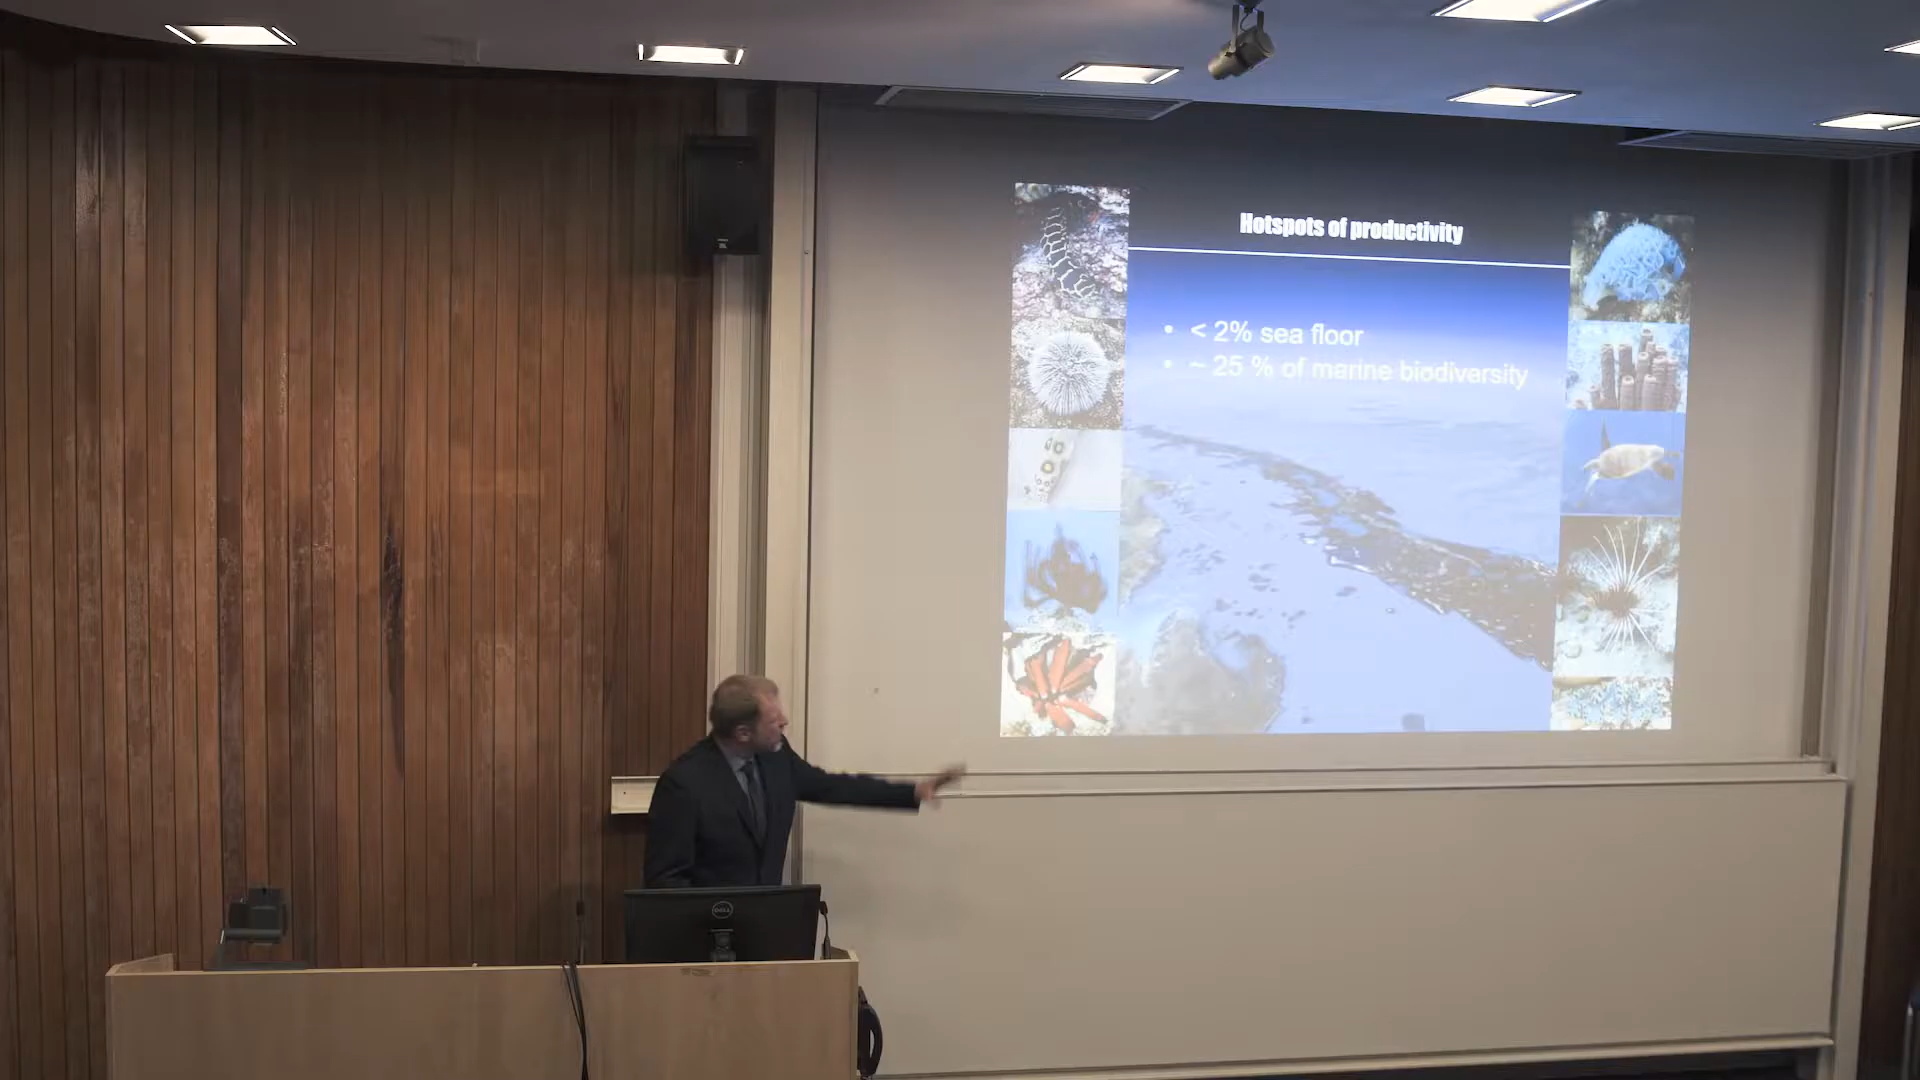 Hotspots of productivity
• < 2% sea floor
• ~ 25 % of marine biodiversity
DELL